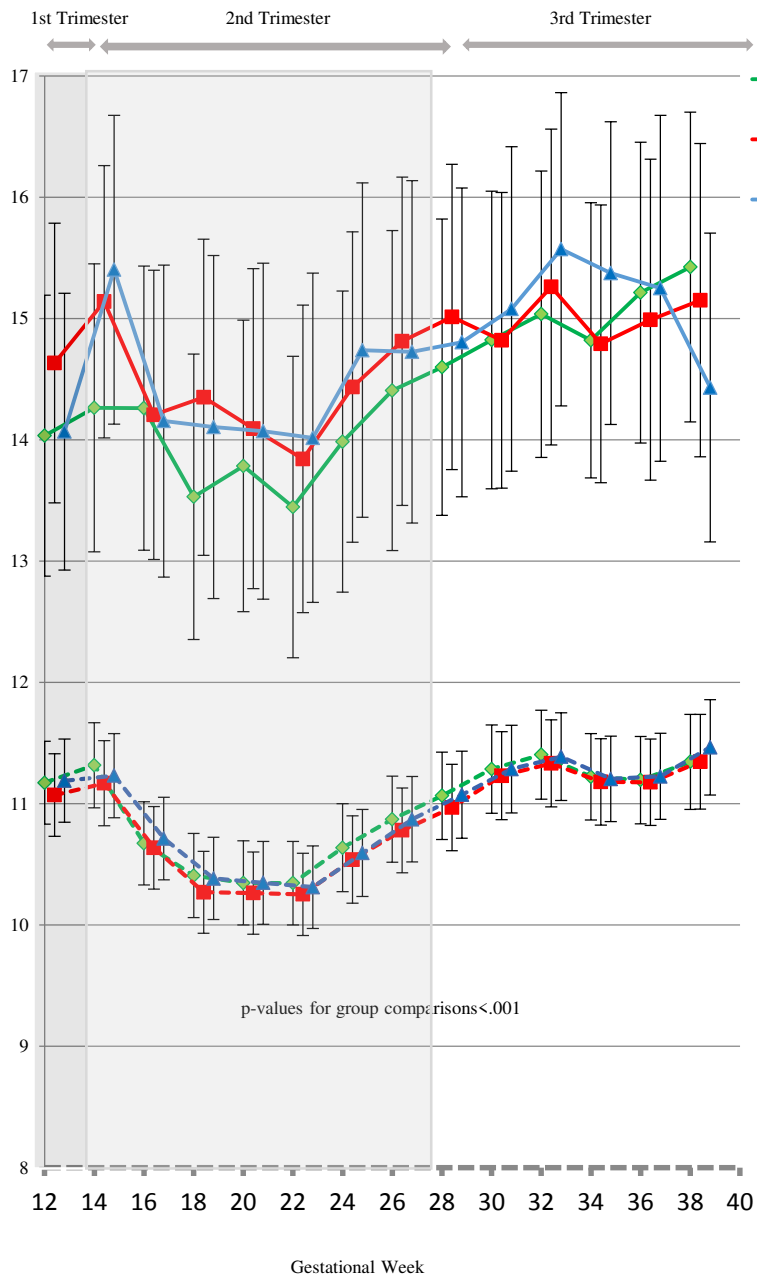 1st Trimester 2nd Trimester 3rd Trimester
17
16
15
14
13
12
11
10
9
8
p-values for group comparisons<.001
12 14 16 18 20 22 24 26 28 30 32 34 36 38 40
Gestational Week